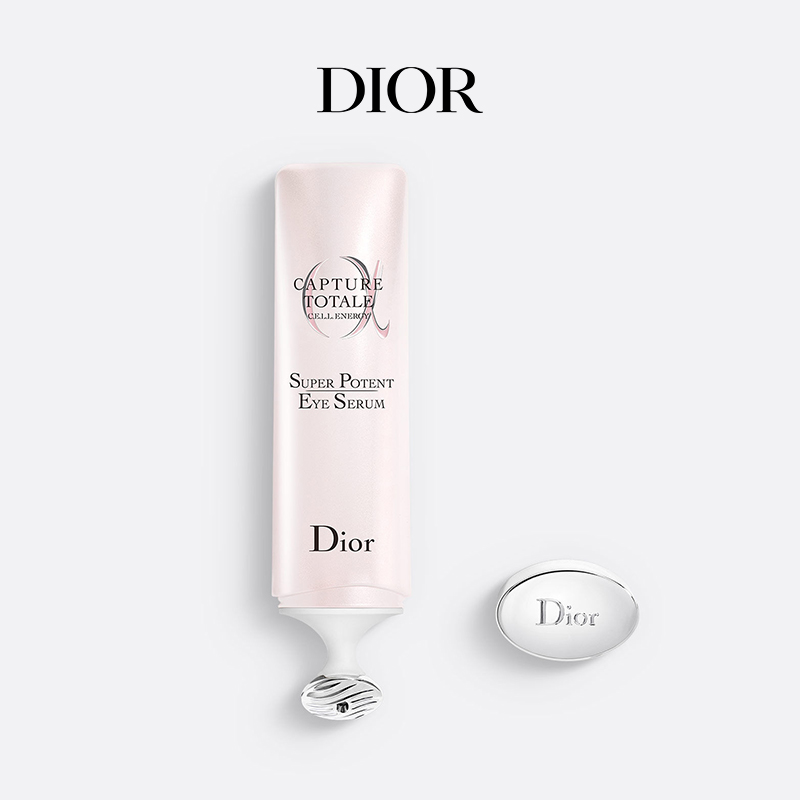 DIOR
CAPTURE
TOTALE
C.E.L.L. ENERGY
SUPER POTENT
EYE SERUM
Dior
Dior